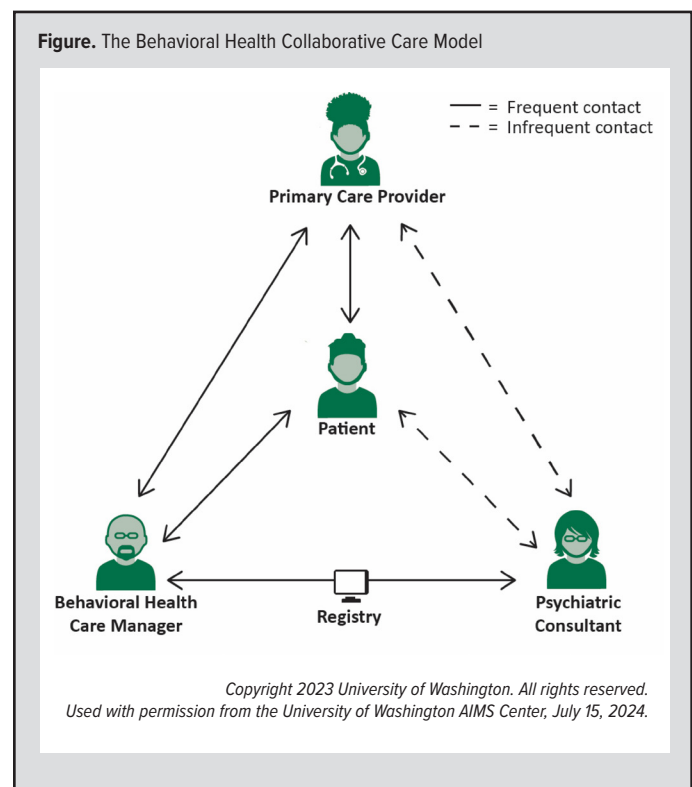 Figure. The Behavioral Health Collaborative Care Model
= Frequent contact
= Infrequent contact
Primary Care Provider
Patient
Behavioral Health
Care Manager
Registry
Psychiatric
Consultant
Copyright 2023 University of Washington. All rights reserved.
Used with permission from the University of Washington AIMS Center, July 15, 2024.